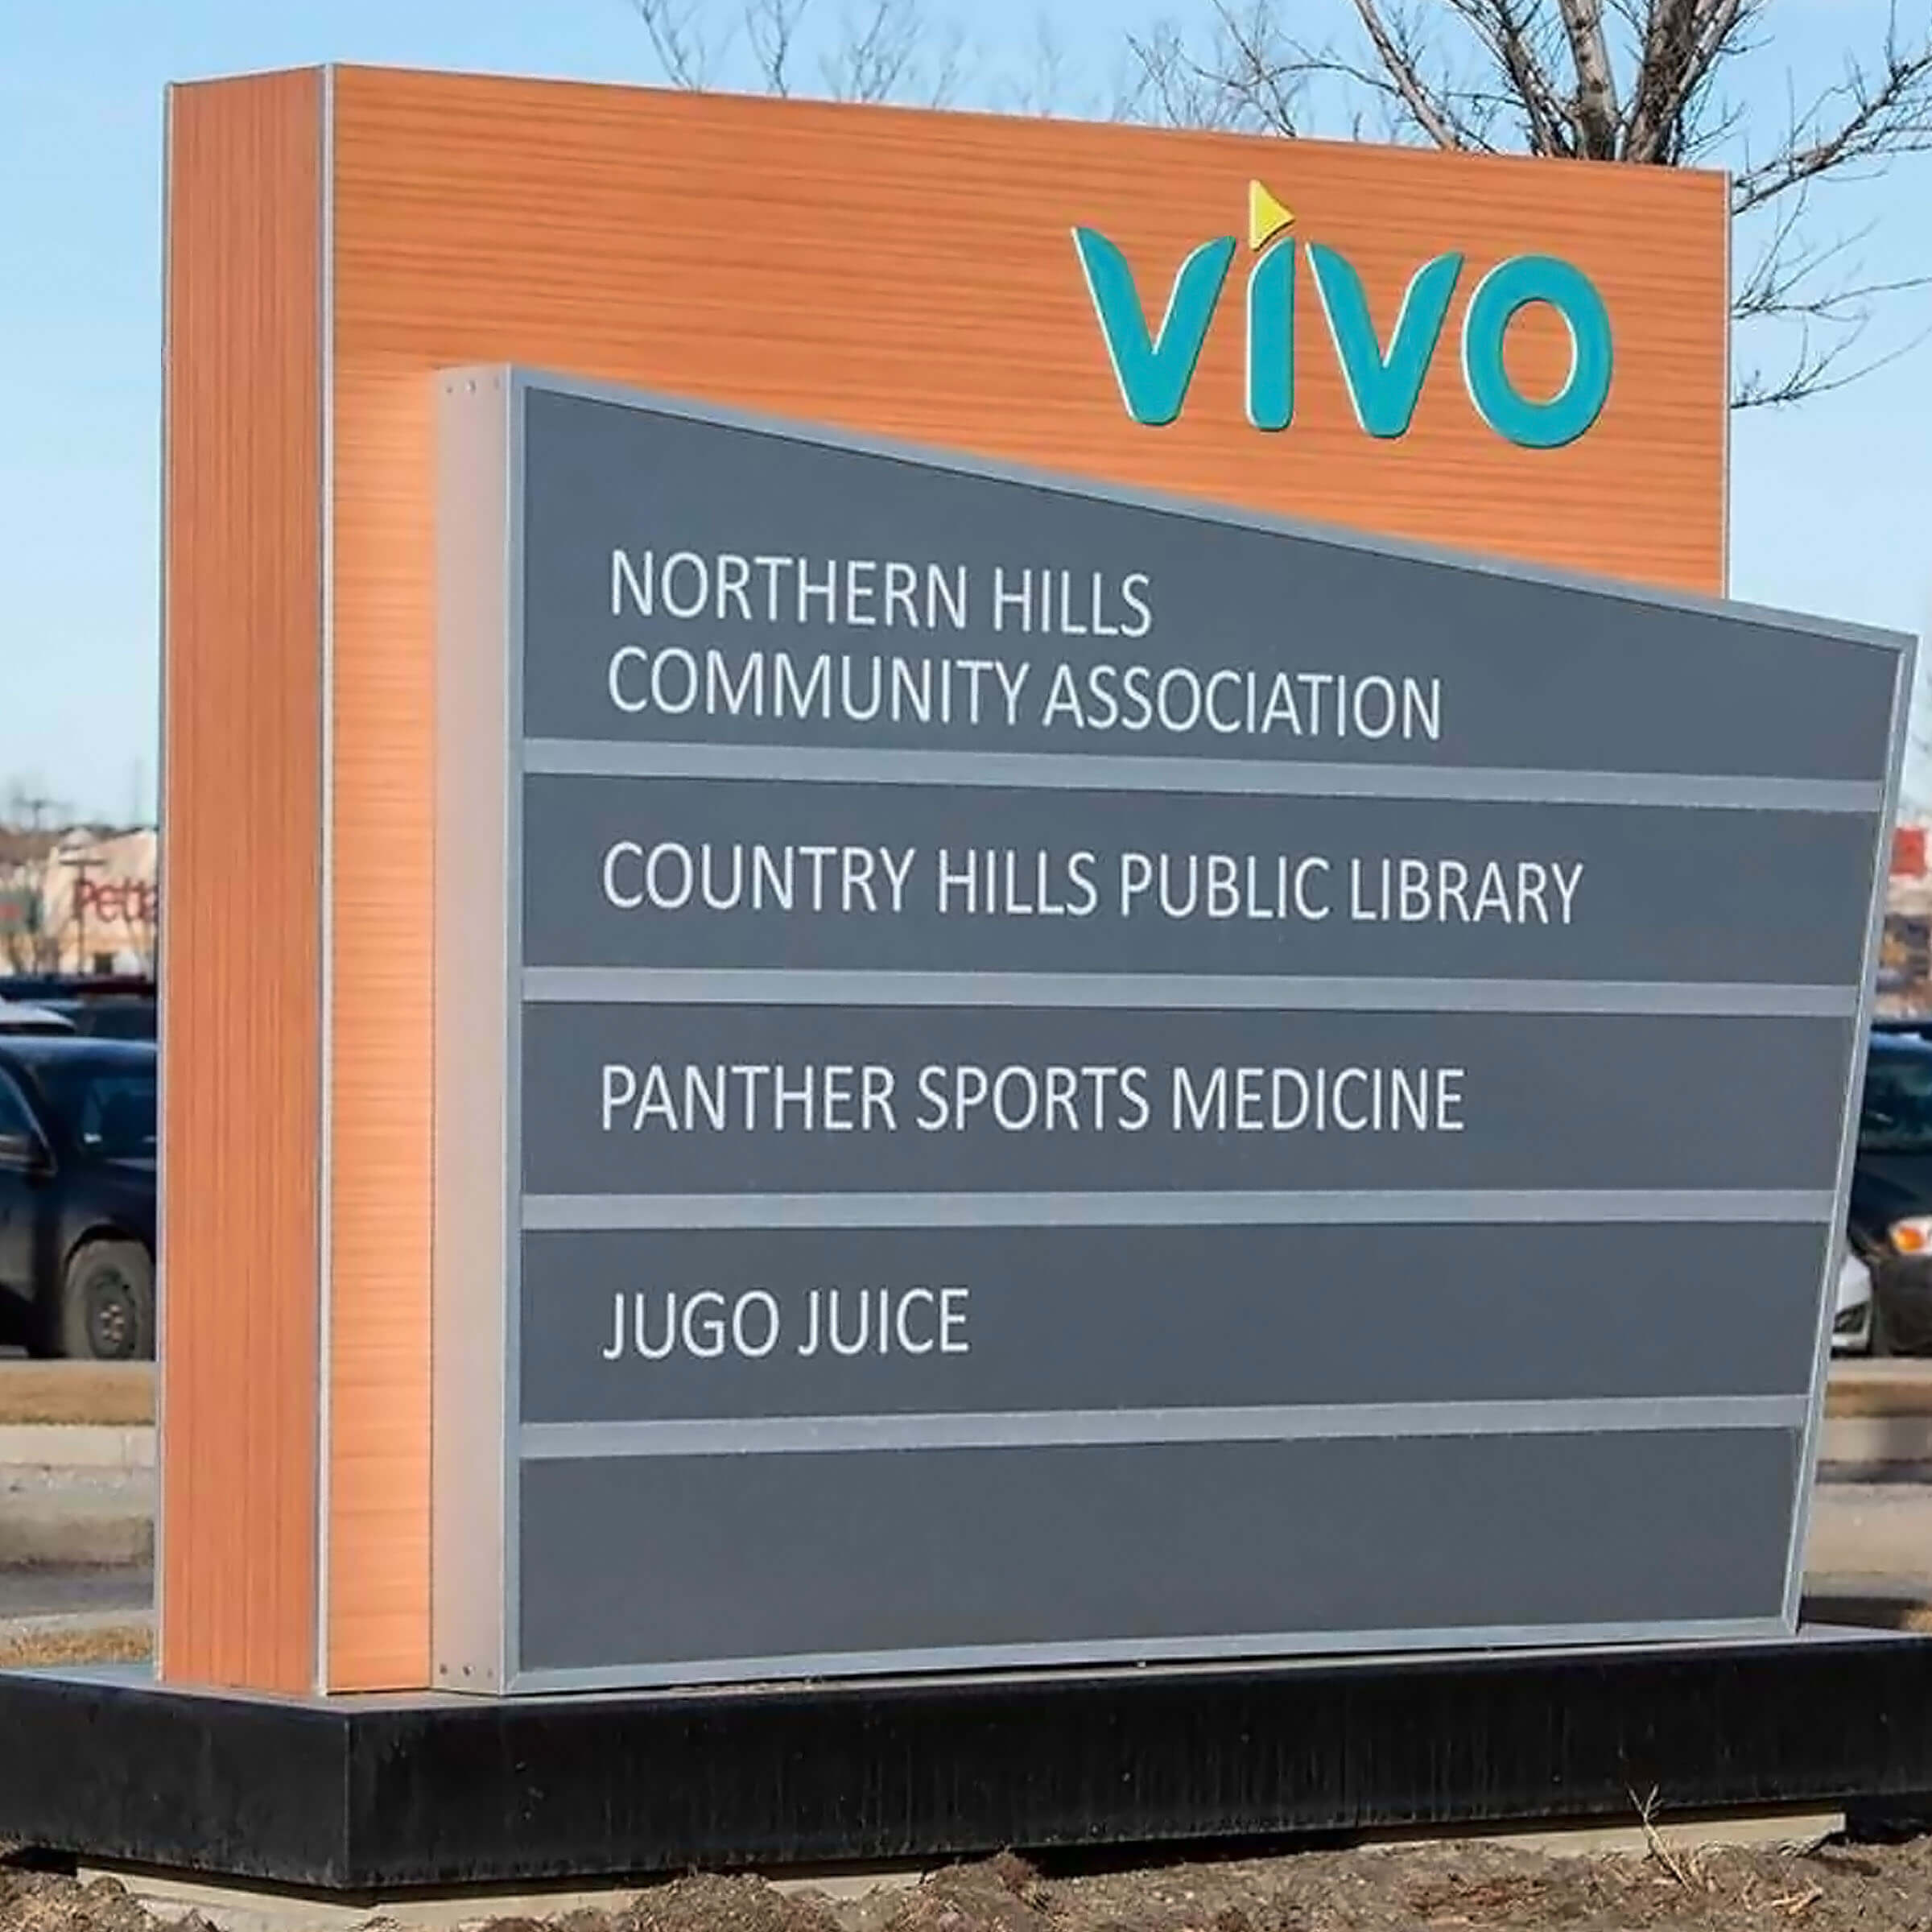 vivo
NORTHERN HILLS
COMMUNITY ASSOCIATION
COUNTRY HILLS PUBLIC LIBRARY
PANTHER SPORTS MEDICINE
JUGO JUICE